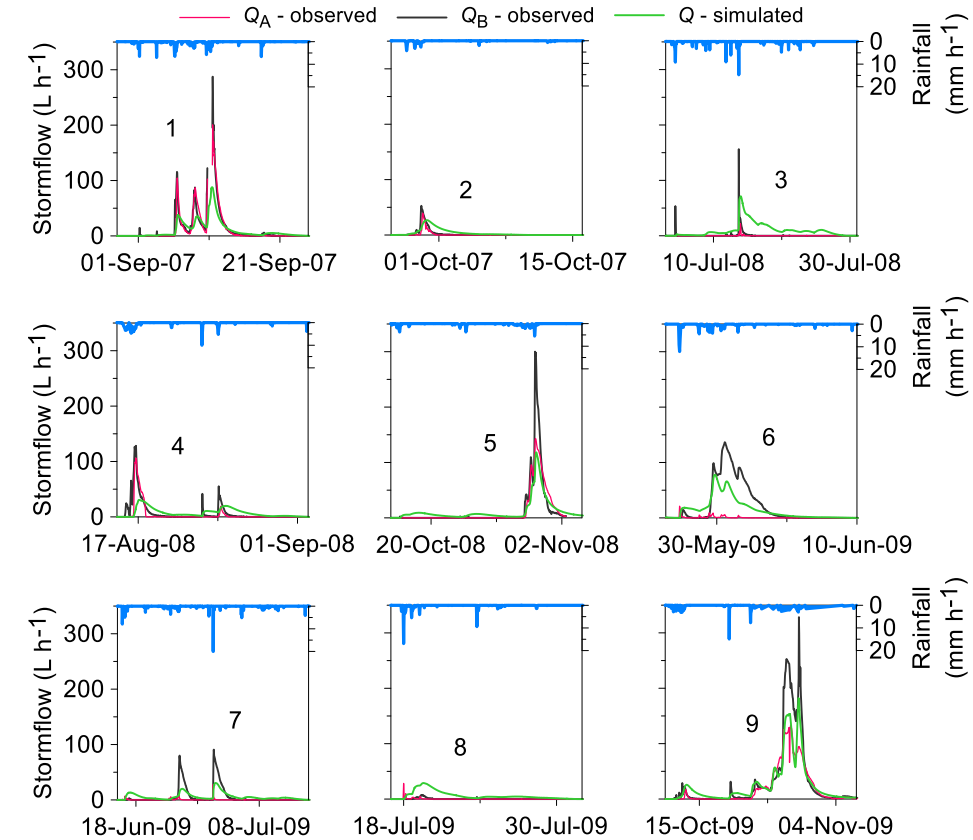 Q_A - observed Q_B - observed Q - simulated
Stormflow (L h⁻¹)
300
200
100
0
1
01-Sep-07 21-Sep-07
2
01-Oct-07 15-Oct-07
3
10-Jul-08 30-Jul-08
0
10
20
Rainfall
(mm h⁻¹)
Stormflow (L h⁻¹)
300
200
100
0
4
17-Aug-08 01-Sep-08
5
20-Oct-08 02-Nov-08
6
30-May-09 10-Jun-09
0
10
20
Rainfall
(mm h⁻¹)
Stormflow (L h⁻¹)
300
200
100
0
7
18-Jun-09 08-Jul-09
8
18-Jul-09 30-Jul-09
9
15-Oct-09 04-Nov-09
0
10
20
Rainfall
(mm h⁻¹)